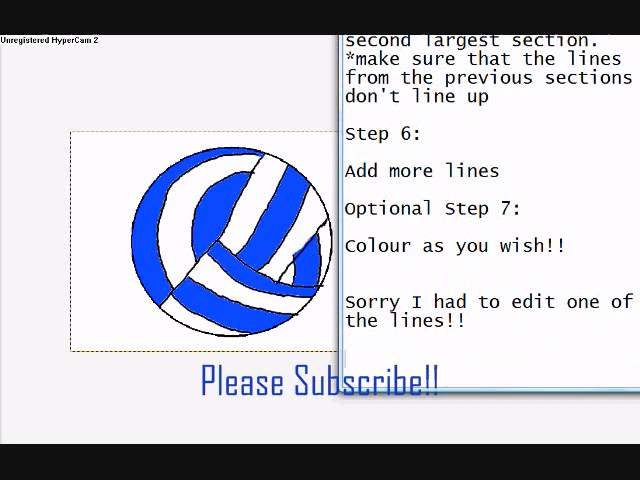 Unregistered HyperCam 2
second largest section.
*make sure that the lines
from the previous sections
don't line up
Step 6:
Add more lines
Optional Step 7:
Colour as you wish!!
Sorry I had to edit one of
the lines!!
Please Subscribe!!